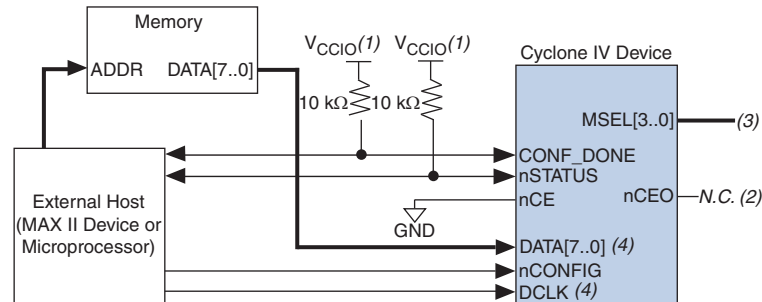 Memory
ADDR DATA[7..0]
VCCIO(1) VCCIO(1)
10 kΩ 10 kΩ
Cyclone IV Device
MSEL[3..0] (3)
CONF_DONE
nSTATUS
nCE nCEO N.C. (2)
GND
External Host
(MAX II Device or
Microprocessor)
DATA[7..0] (4)
nCONFIG
DCLK (4)